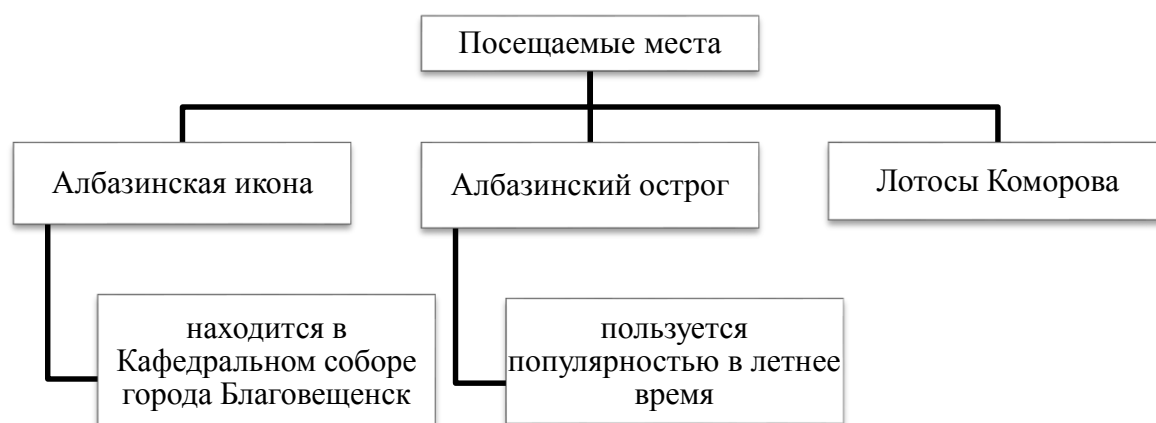 Посещаемые места
Албазинская икона
Албазинский острог
Лотосы Коморова
находится в
Кафедральном соборе
города Благовещенск
пользуется
популярностью в летнее
время